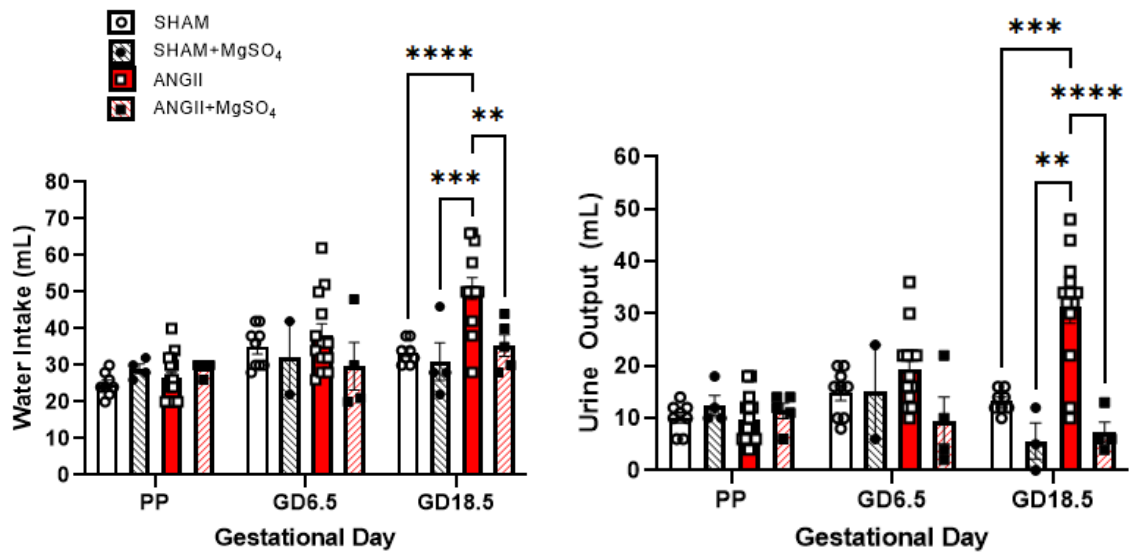 SHAM
SHAM+MgSO₄
ANGII
ANGII+MgSO₄
****
**
***
80
70
60
50
40
30
20
10
0
Water Intake (mL)
PP GD6.5 GD18.5
Gestational Day
***
****
**
60
50
40
30
20
10
0
Urine Output (mL)
PP GD6.5 GD18.5
Gestational Day